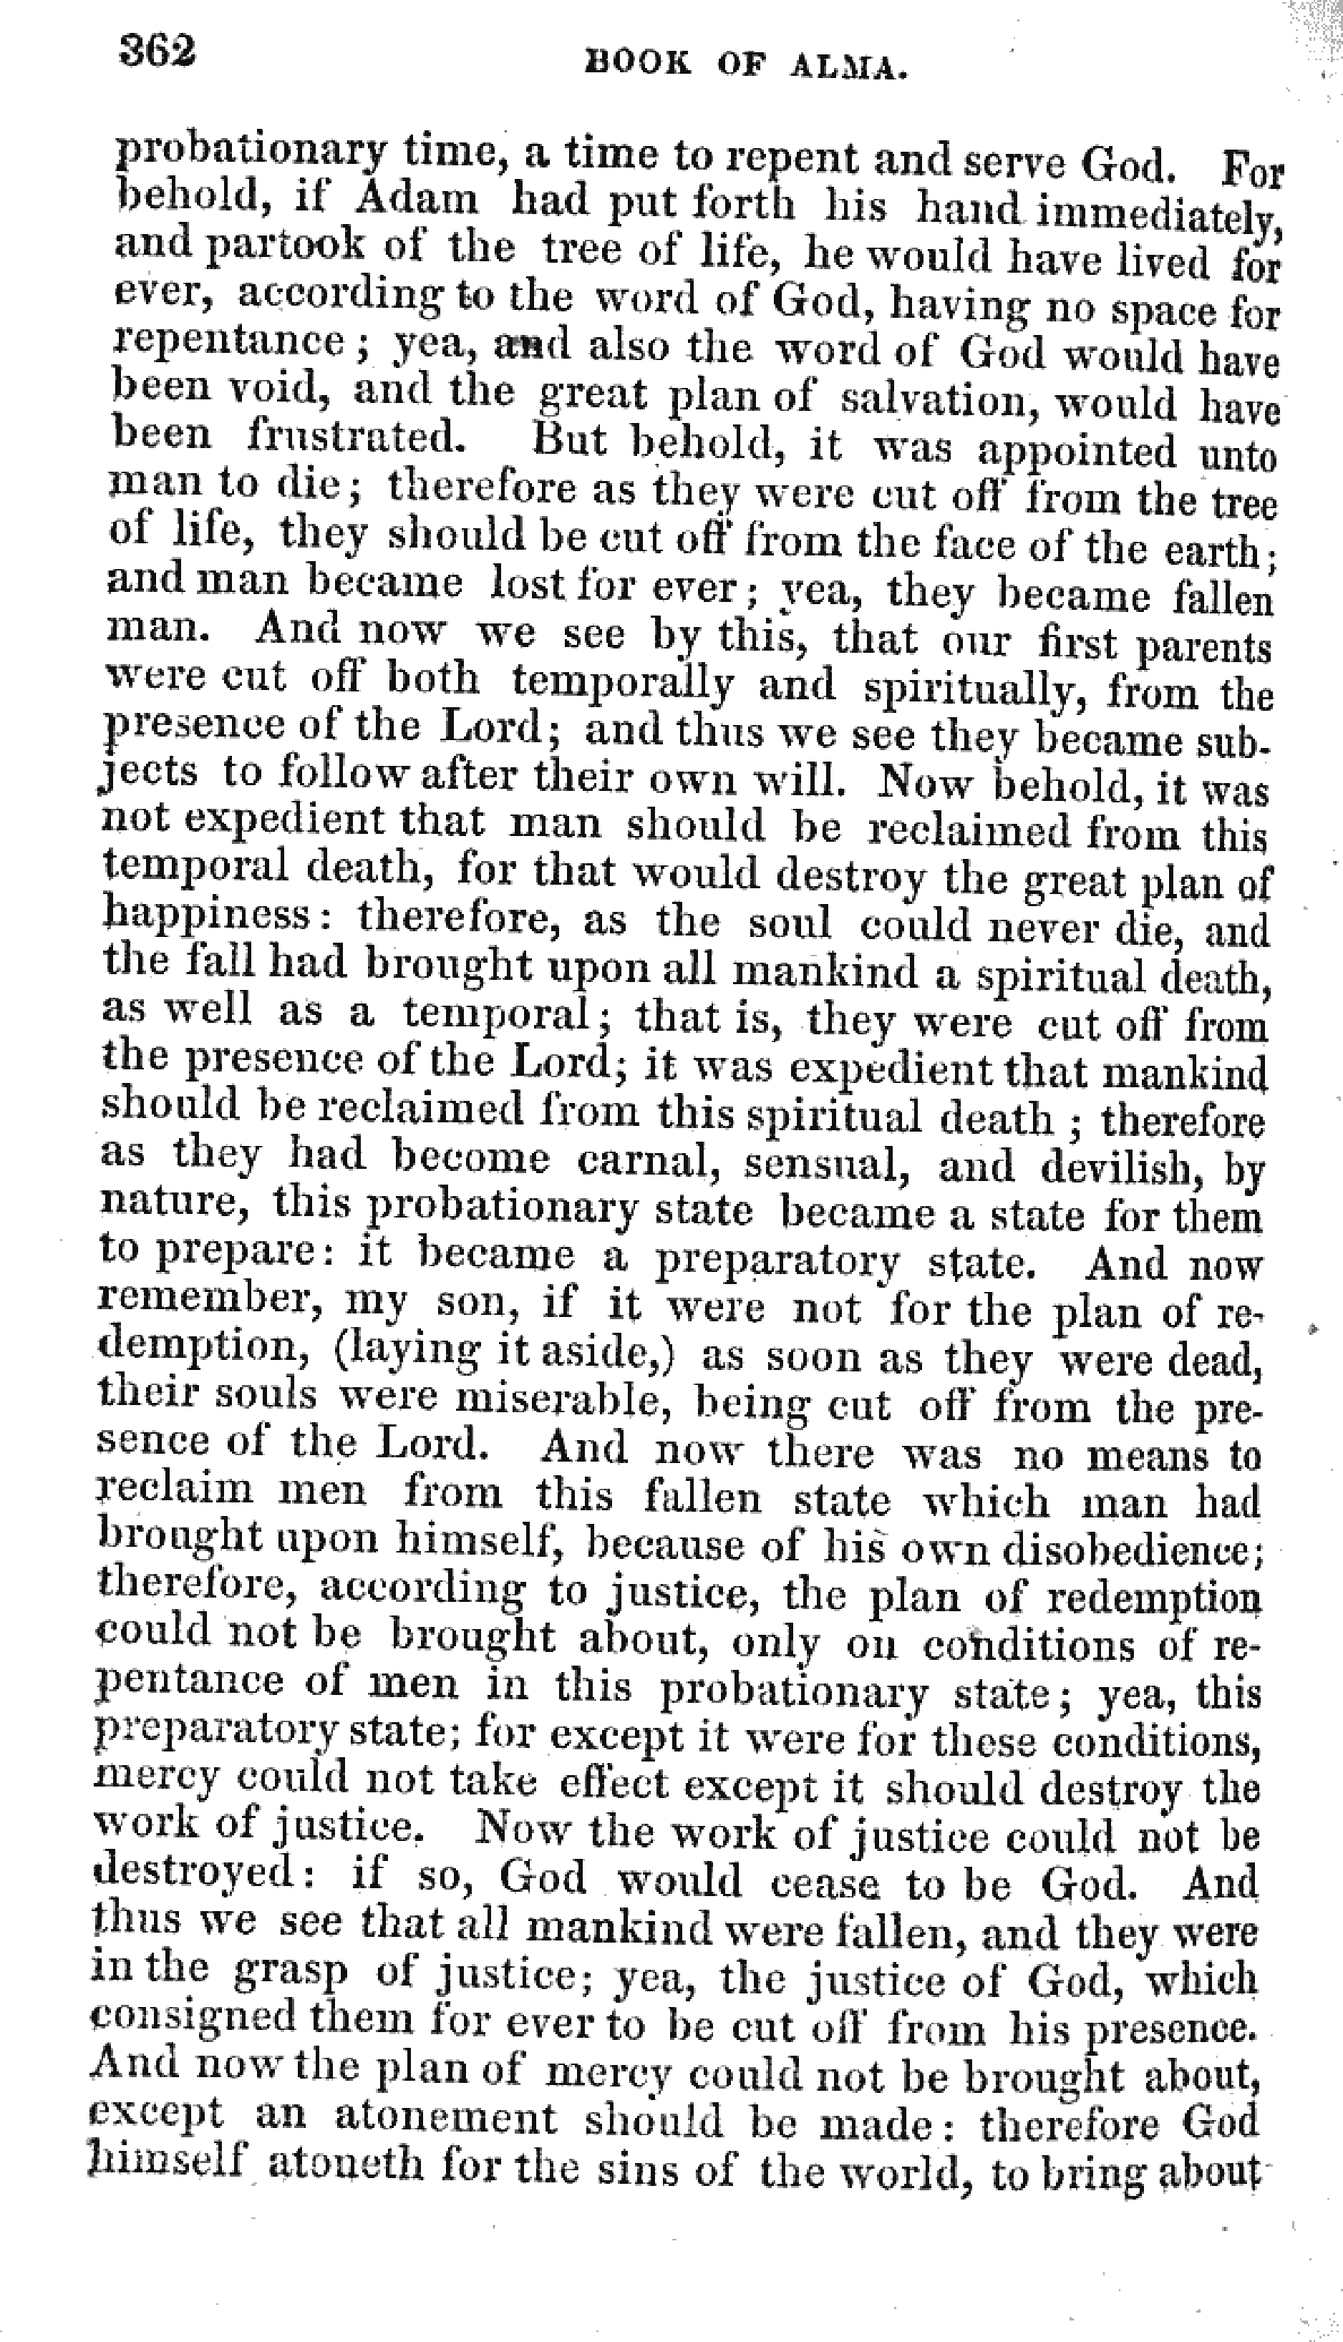 362
BOOK OF ALMA.
probationary time, a time to repent and serve God. For
behold, if Adam had put forth his hand immediately,
and partook of the tree of life, he would have lived for
ever, according to the word of God, having no space for
repentance; yea, and also the word of God would have
been void, and the great plan of salvation, would have
been frustrated. But behold, it was appointed unto
man to die; therefore as they were cut off from the tree
of life, they should be cut off from the face of the earth;
and man became lost for ever; yea, they became fallen
man. And now we see by this, that our first parents
were cut off both temporally and spiritually, from the
presence of the Lord; and thus we see they became sub-
jects to follow after their own will. Now behold, it was
not expedient that man should be reclaimed from this
temporal death, for that would destroy the great plan of
happiness: therefore, as the soul could never die, and
the fall had brought upon all mankind a spiritual death,
as well as a temporal; that is, they were cut off from
the presence of the Lord; it was expedient that mankind
should be reclaimed from this spiritual death; therefore
as they had become carnal, sensual, and devilish, by
nature, this probationary state became a state for them
to prepare: it became a preparatory state. And now
remember, my son, if it were not for the plan of re-
demption, (laying it aside,) as soon as they were dead,
their souls were miserable, being cut off from the pre-
sence of the Lord. And now there was no means to
reclaim men from this fallen state which man had
brought upon himself, because of his own disobedience;
therefore, according to justice, the plan of redemption
could not be brought about, only on conditions of re-
pentance of men in this probationary state; yea, this
preparatory state; for except it were for these conditions,
mercy could not take effect except it should destroy the
work of justice. Now the work of justice could not be
destroyed: if so, God would cease to be God. And
thus we see that all mankind were fallen, and they were
in the grasp of justice; yea, the justice of God, which
consigned them for ever to be cut off from his presence.
And now the plan of mercy could not be brought about,
except an atonement should be made: therefore God
himself atoneth for the sins of the world, to bring about